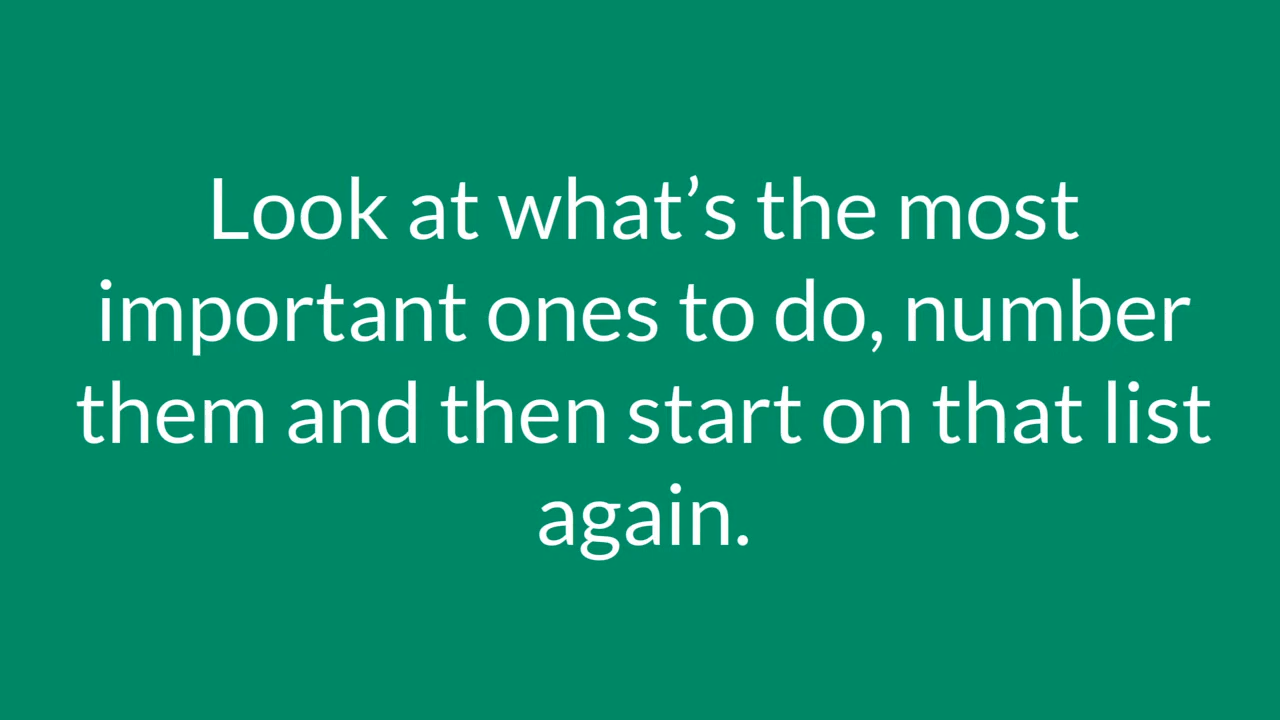 Look at what’s the most
important ones to do, number
them and then start on that list
again.